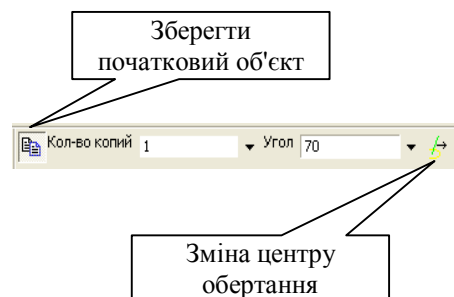 Зберегти
початковий об'єкт
Кол-во копий 1 Угол 70
Зміна центру
обертання